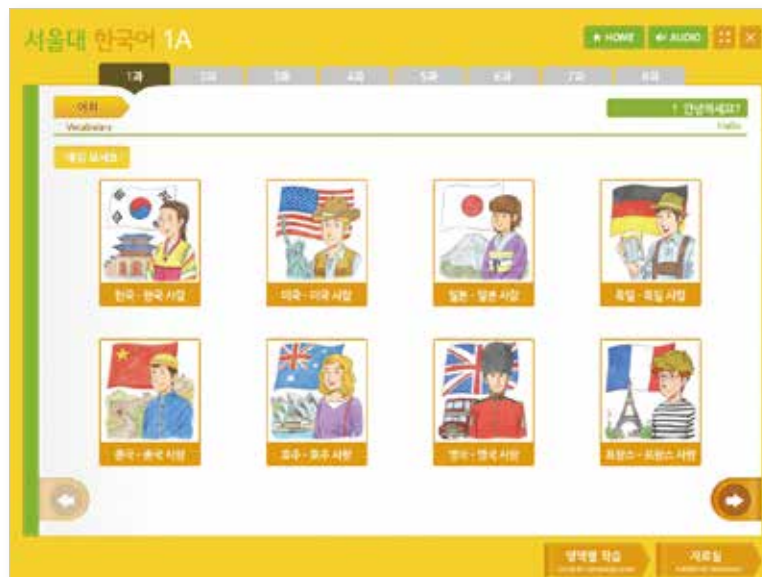 서울대 한국어 1A
HOME AUDIO
1과 2과 3과 4과 5과 6과 7과 8과
어휘
Vocabulary
1 안녕하세요?
Hello
보세요
한국 - 한국 사람
미국 - 미국 사람
일본 - 일본 사람
독일 - 독일 사람
중국 - 중국 사람
호주 - 호주 사람
영국 - 영국 사람
프랑스 - 프랑스 사람
영역별 학습
자료실